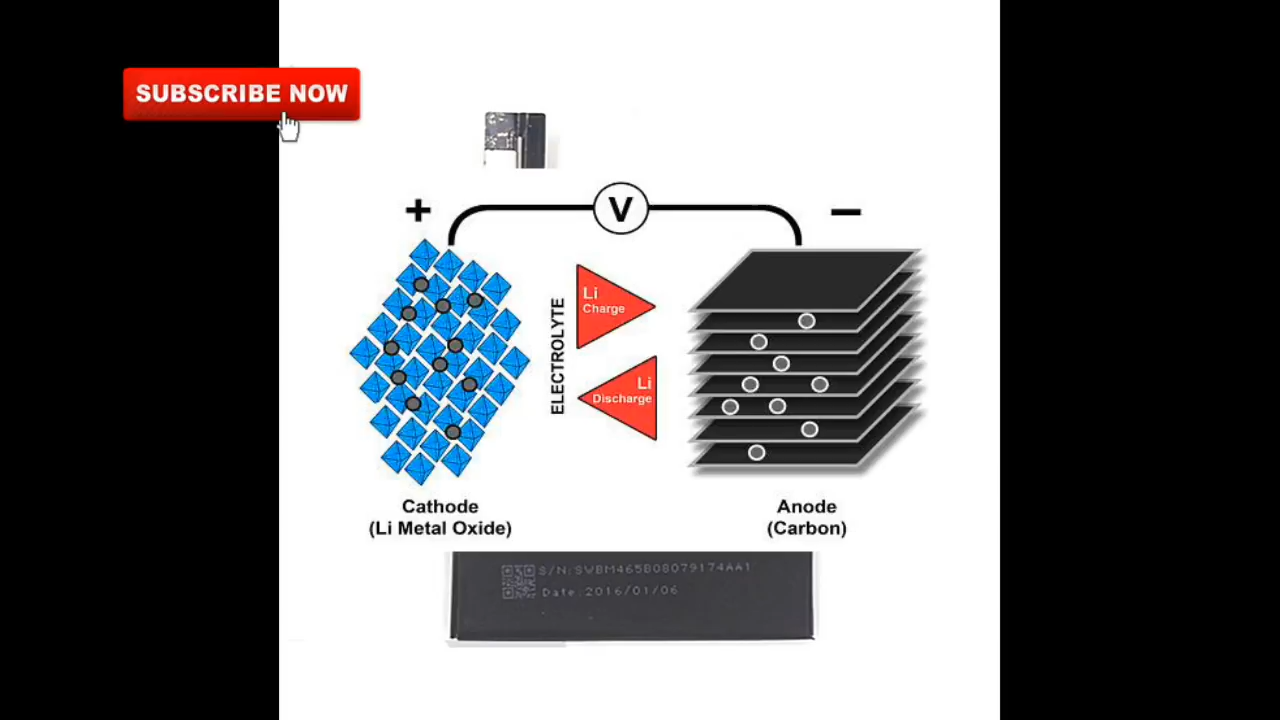 SUBSCRIBE NOW
+
V
−
Li
Charge
ELECTROLYTE
Li
Discharge
Cathode
(Li Metal Oxide)
Anode
(Carbon)
S/N:SWBM465B08079174AA1
Date:2016/01/06